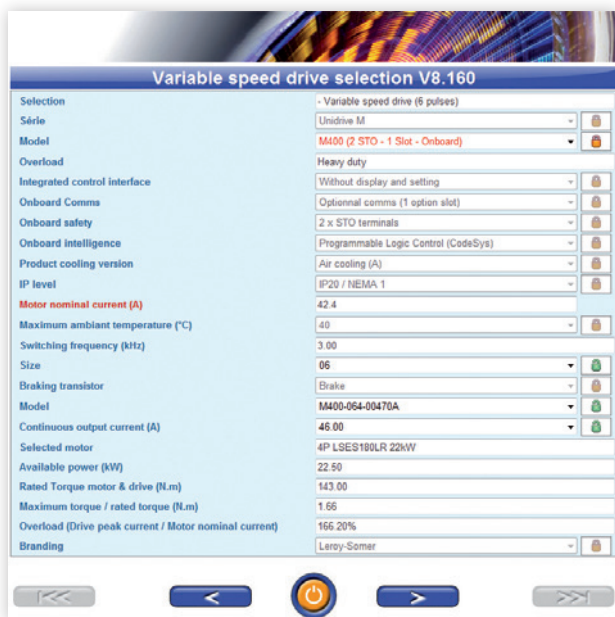 Variable speed drive selection V8.160
Selection - Variable speed drive (6 pulses)
Série Unidrive M
Model M400 (2 STO - 1 Slot - Onboard)
Overload Heavy duty
Integrated control interface Without display and setting
Onboard Comms Optionnal comms (1 option slot)
Onboard safety 2 x STO terminals
Onboard intelligence Programmable Logic Control (CodeSys)
Product cooling version Air cooling (A)
IP level IP20 / NEMA 1
Motor nominal current (A) 42.4
Maximum ambiant temperature (°C) 40
Switching frequency (kHz) 3.00
Size 06
Braking transistor Brake
Model M400-064-00470A
Continuous output current (A) 46.00
Selected motor 4P LSES180LR 22kW
Available power (kW) 22.50
Rated Torque motor & drive (N.m) 143.00
Maximum torque / rated torque (N.m) 1.66
Overload (Drive peak current / Motor nominal current) 166.20%
Branding Leroy-Somer
|<< < > >>|